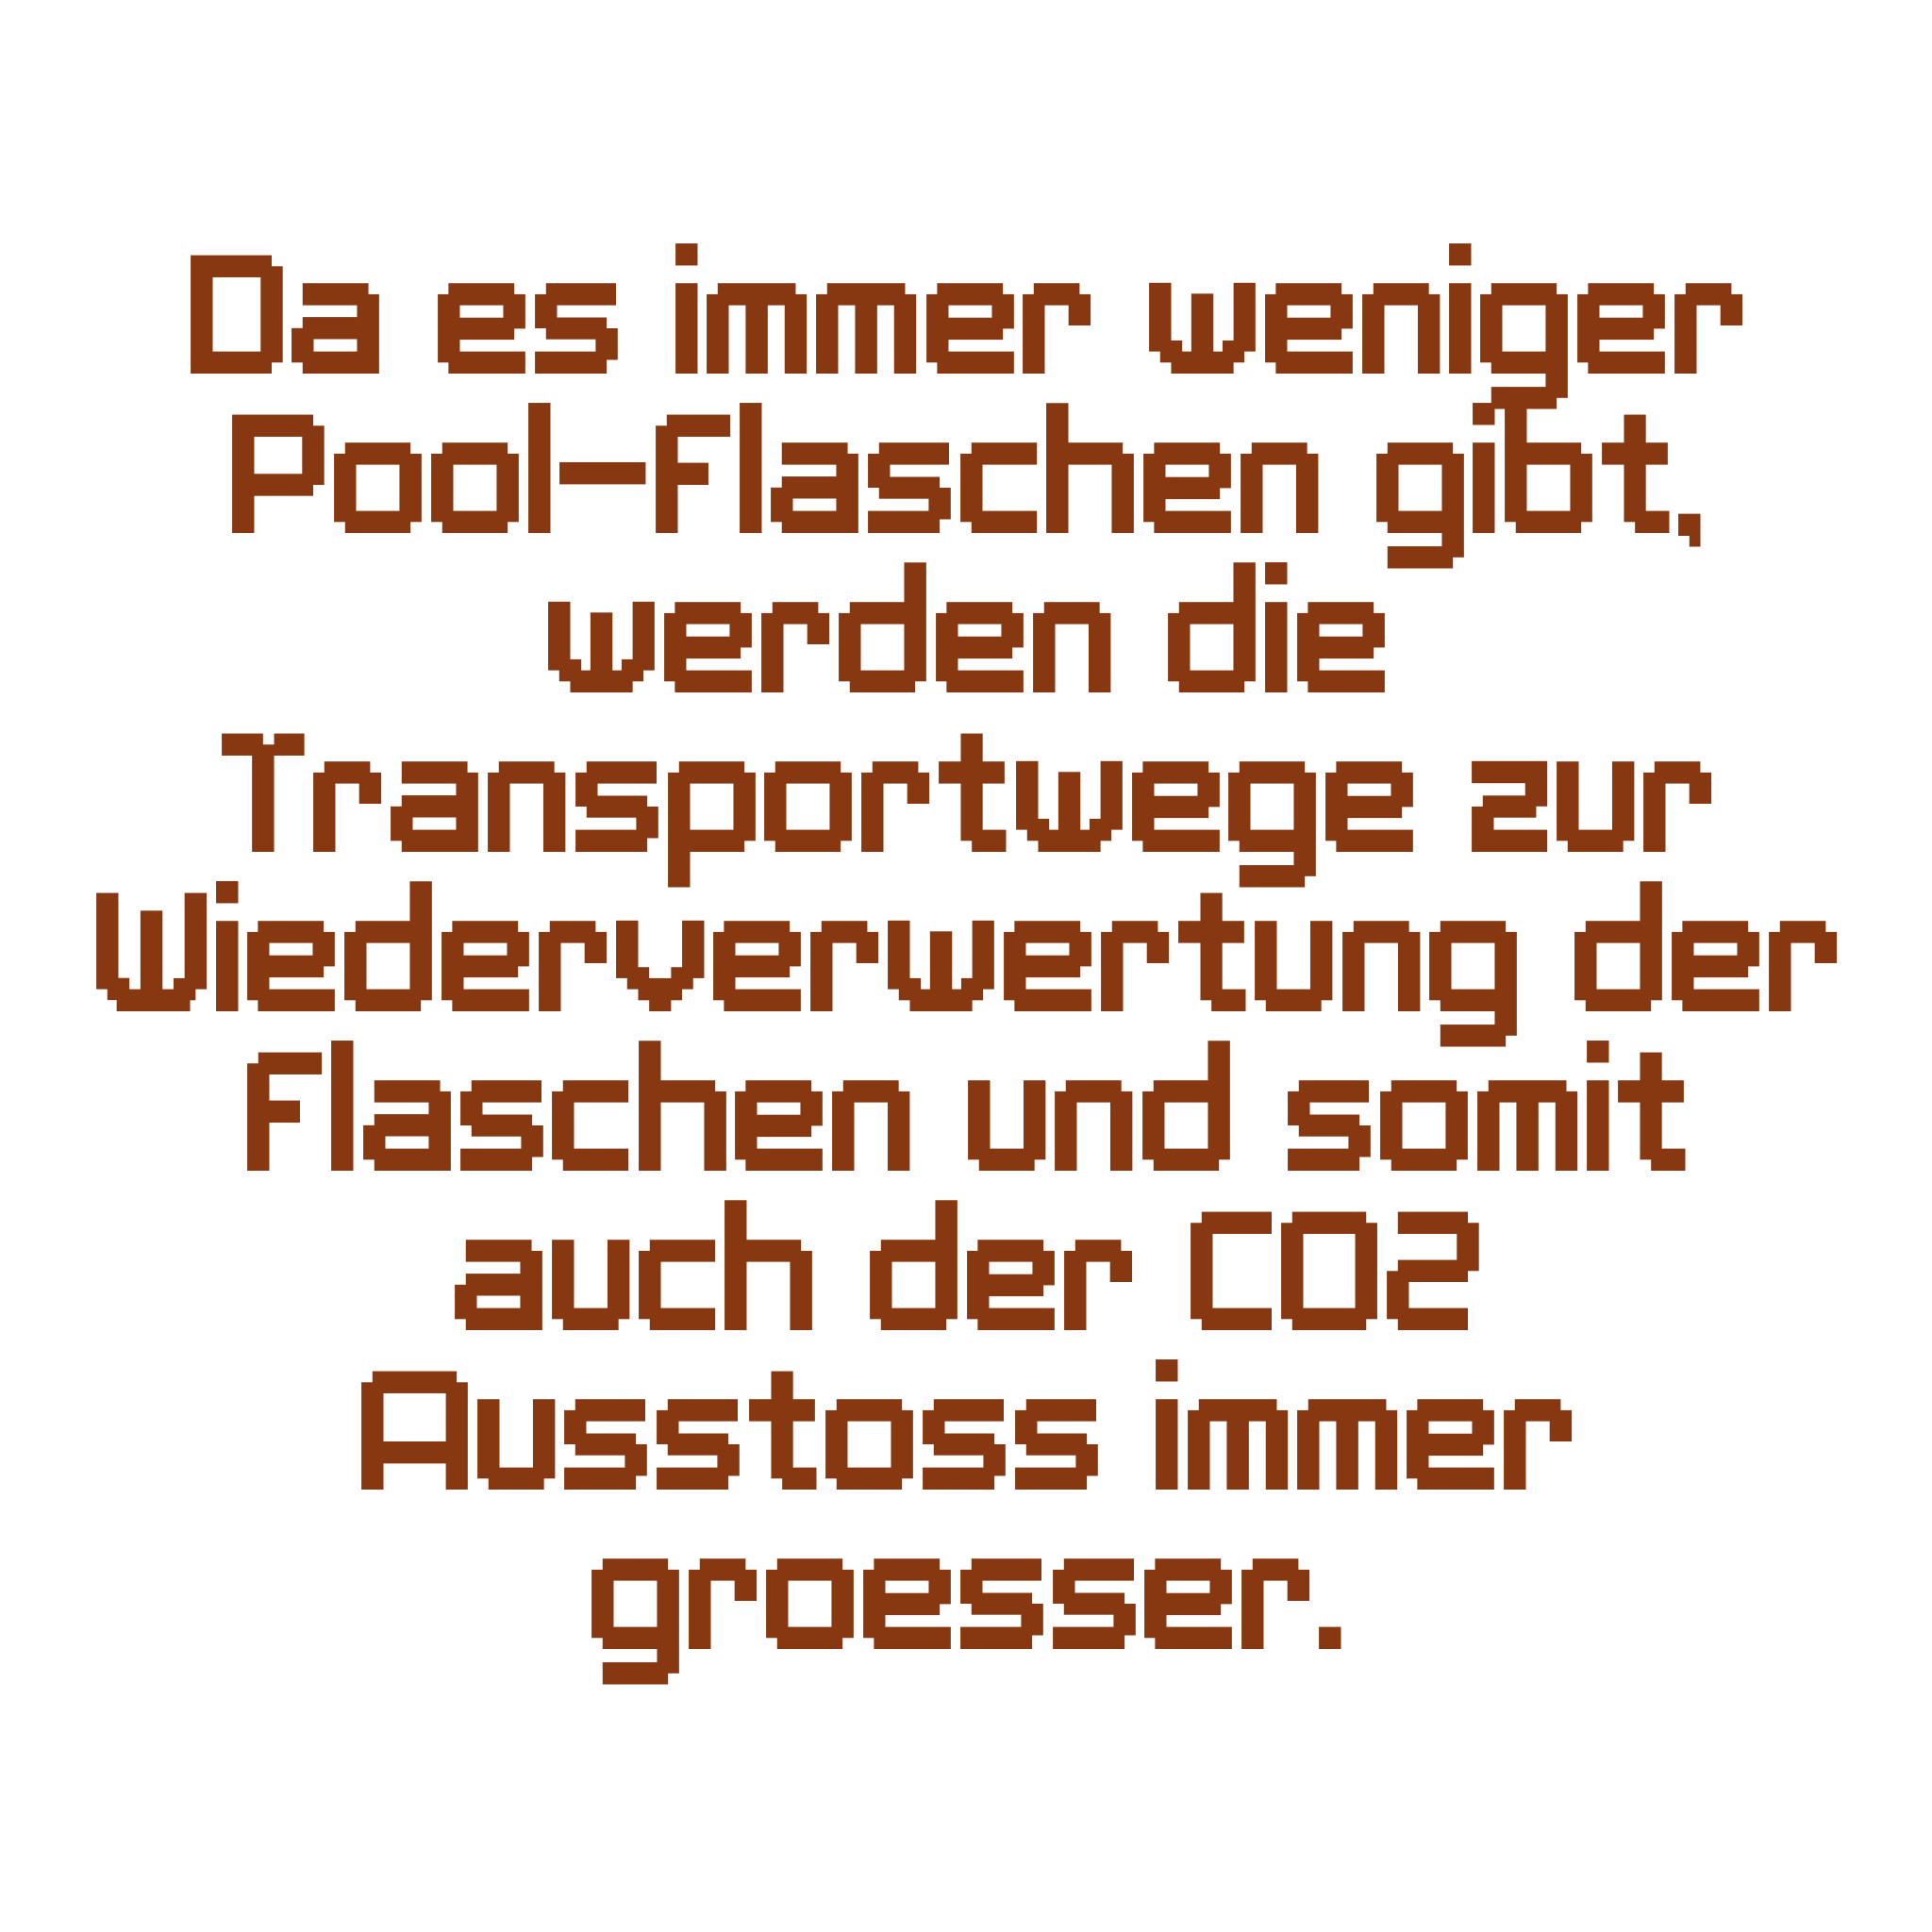 Da es immer weniger
Pool-flaschen gibt,
werden die
Transportwege zur
Wiederverwertung der
Flaschen und somit
auch der CO2
Ausstoss immer
groesser.